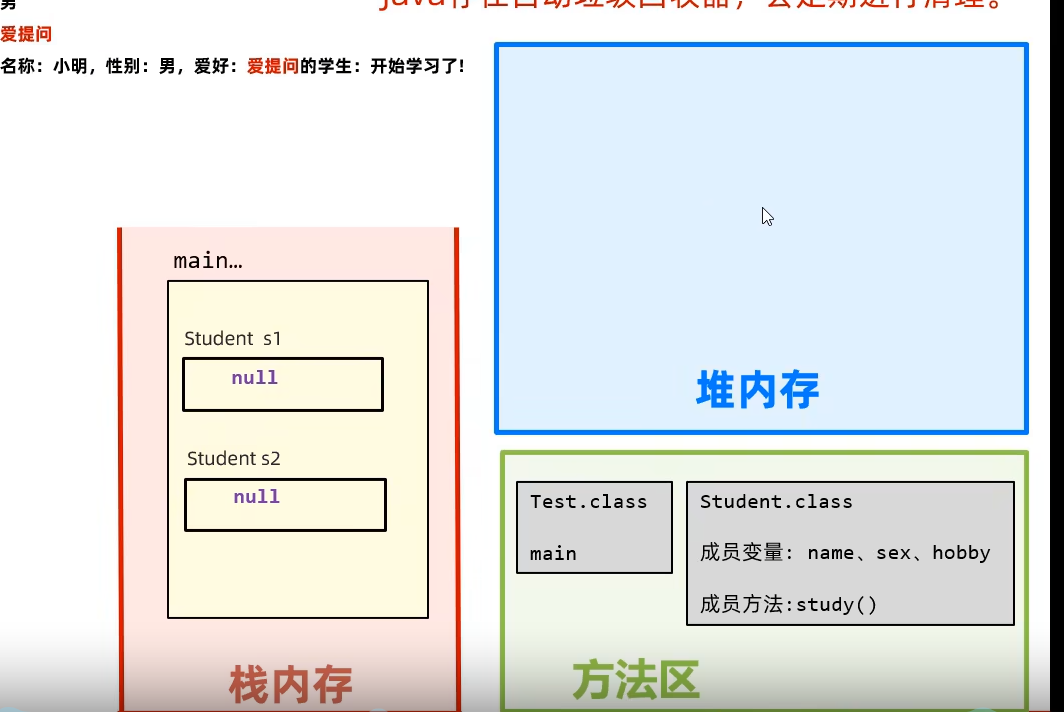 男
Java存在自动垃圾回收器，会定期进行清理。
爱提问
名称：小明，性别：男，爱好：爱提问的学生：开始学习了!
main…
Student s1
null
Student s2
null
栈内存
堆内存
Test.class
main
Student.class
成员变量: name、sex、hobby
成员方法:study()
方法区